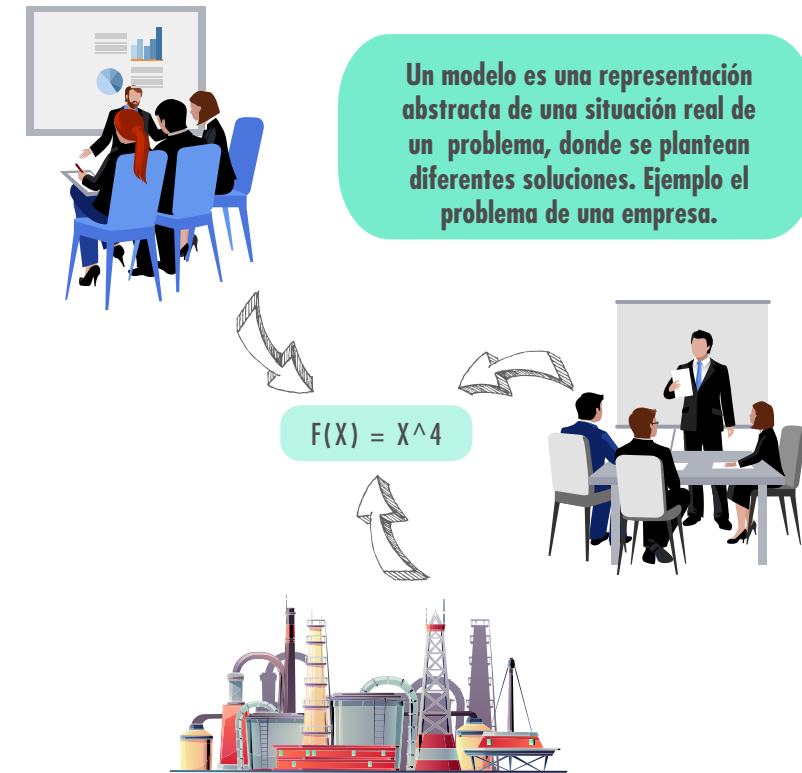 Un modelo es una representación
abstracta de una situación real de
un problema, donde se plantean
diferentes soluciones. Ejemplo el
problema de una empresa.
F(X) = X^4